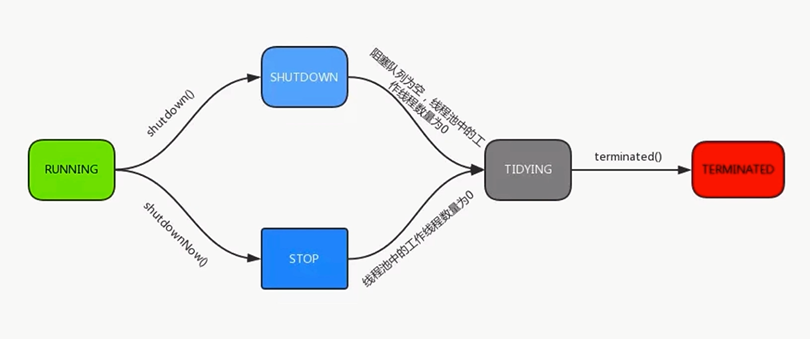 RUNNING
shutdown()
shutdownNow()
SHUTDOWN
STOP
阻塞队列为空，线程池中的工
作线程数量为0
线程池中的工作线程数量为0
TIDYING
terminated()
TERMINATED